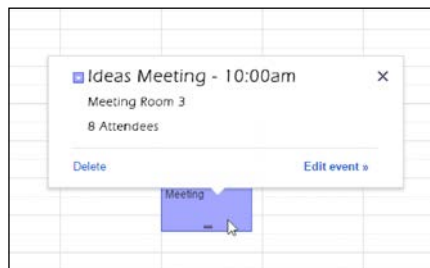 Ideas Meeting - 10:00am
Meeting Room 3
8 Attendees
Delete
Edit event »
Meeting